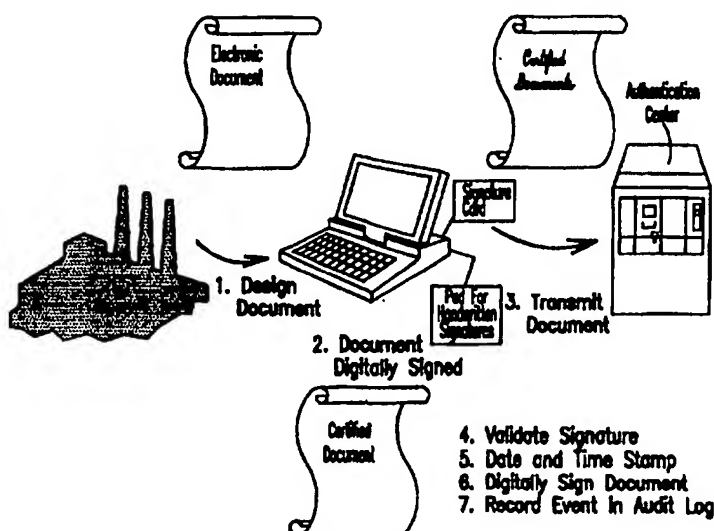 Electronic
Document
Certified
Documents
Authentication
Center
Signature
Card
1. Design
Document
Pad For
Handwritten
Signatures
3. Transmit
Document
2. Document
Digitally Signed
Certified
Document
4. Validate Signature
5. Date and Time Stamp
6. Digitally Sign Document
7. Record Event In Audit Log